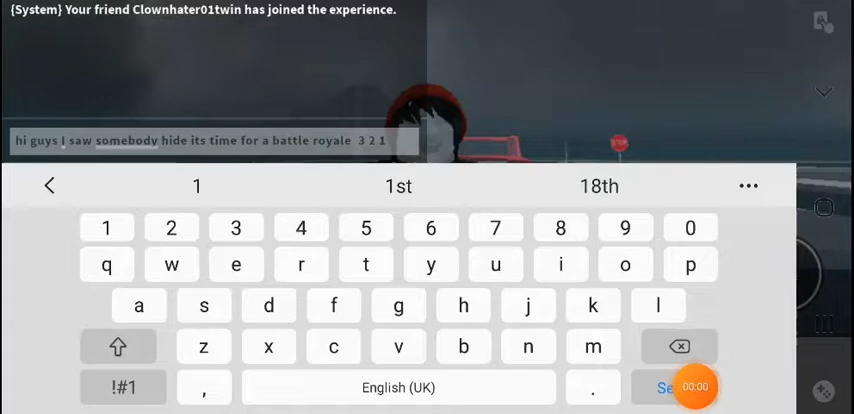 {System} Your friend Clownhater01twin has joined the experience.
hi guys I saw somebody hide its time for a battle royale 3 2 1
STOP
1 1st 18th
1 2 3 4 5 6 7 8 9 0
q w e r t y u i o p
a s d f g h j k l
z x c v b n m
!#1 , English (UK) . Se 00:00